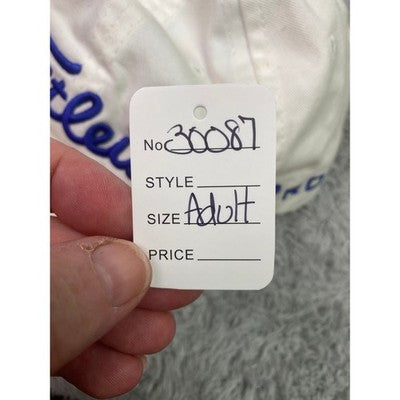 No 30087
STYLE
SIZE Adult
PRICE